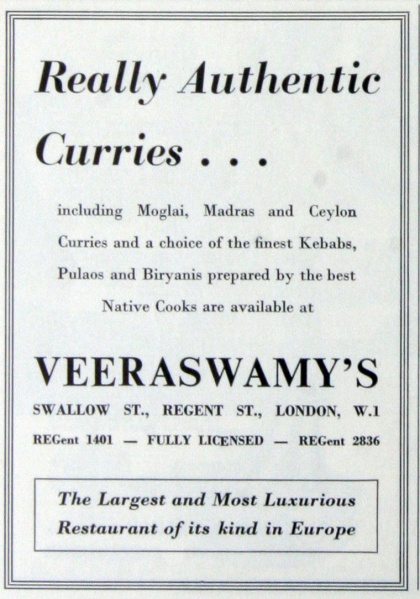 Really Authentic
Curries . . .
including Moglai, Madras and Ceylon
Curries and a choice of the finest Kebabs,
Pulaos and Biryanis prepared by the best
Native Cooks are available at
VEERASWAMY'S
SWALLOW ST., REGENT ST., LONDON, W.1
REGent 1401 — FULLY LICENSED — REGent 2836
The Largest and Most Luxurious
Restaurant of its kind in Europe